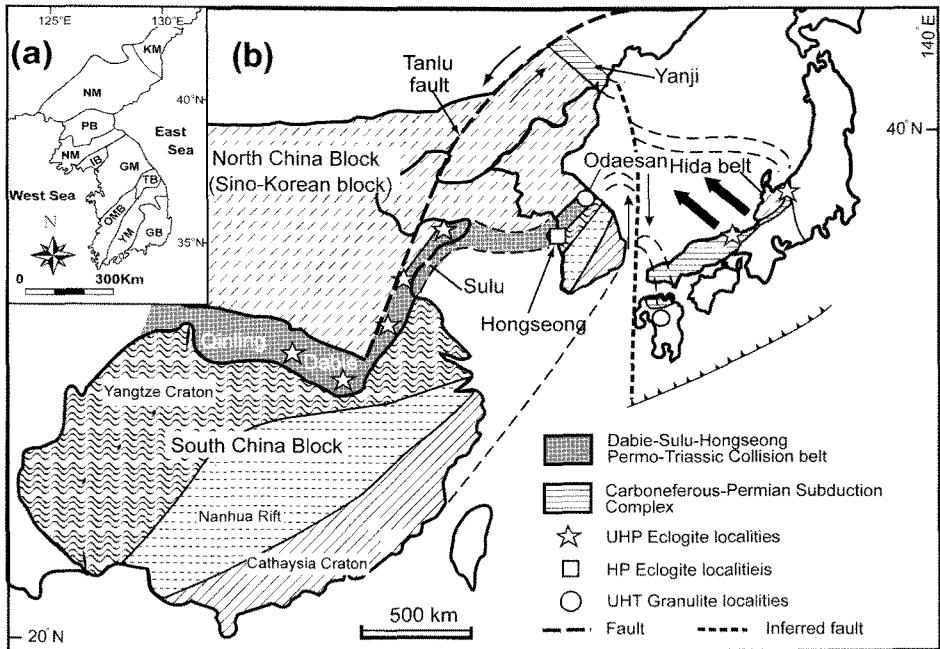 125°E
130°E
(a)
KM
NM
40°N
PB
NM
IB
East
Sea
GM
West Sea
TB
OMB
N
YM
GB
35°N
0
300Km
(b)
140°E
Tanlu
fault
Yanji
40°N
North China Block
(Sino-Korean block)
Odaesan
Hida belt
Sulu
Hongseong
Qinling
Dabie
Yangtze Craton
South China Block
Nanhua Rift
Cathaysia Craton
Dabie-Sulu-Hongseong
Permo-Triassic Collision belt
Carboneferous-Permian Subduction
Complex
UHP Eclogite localities
HP Eclogite localitieis
UHT Granulite localities
Fault
Inferred fault
500 km
20°N